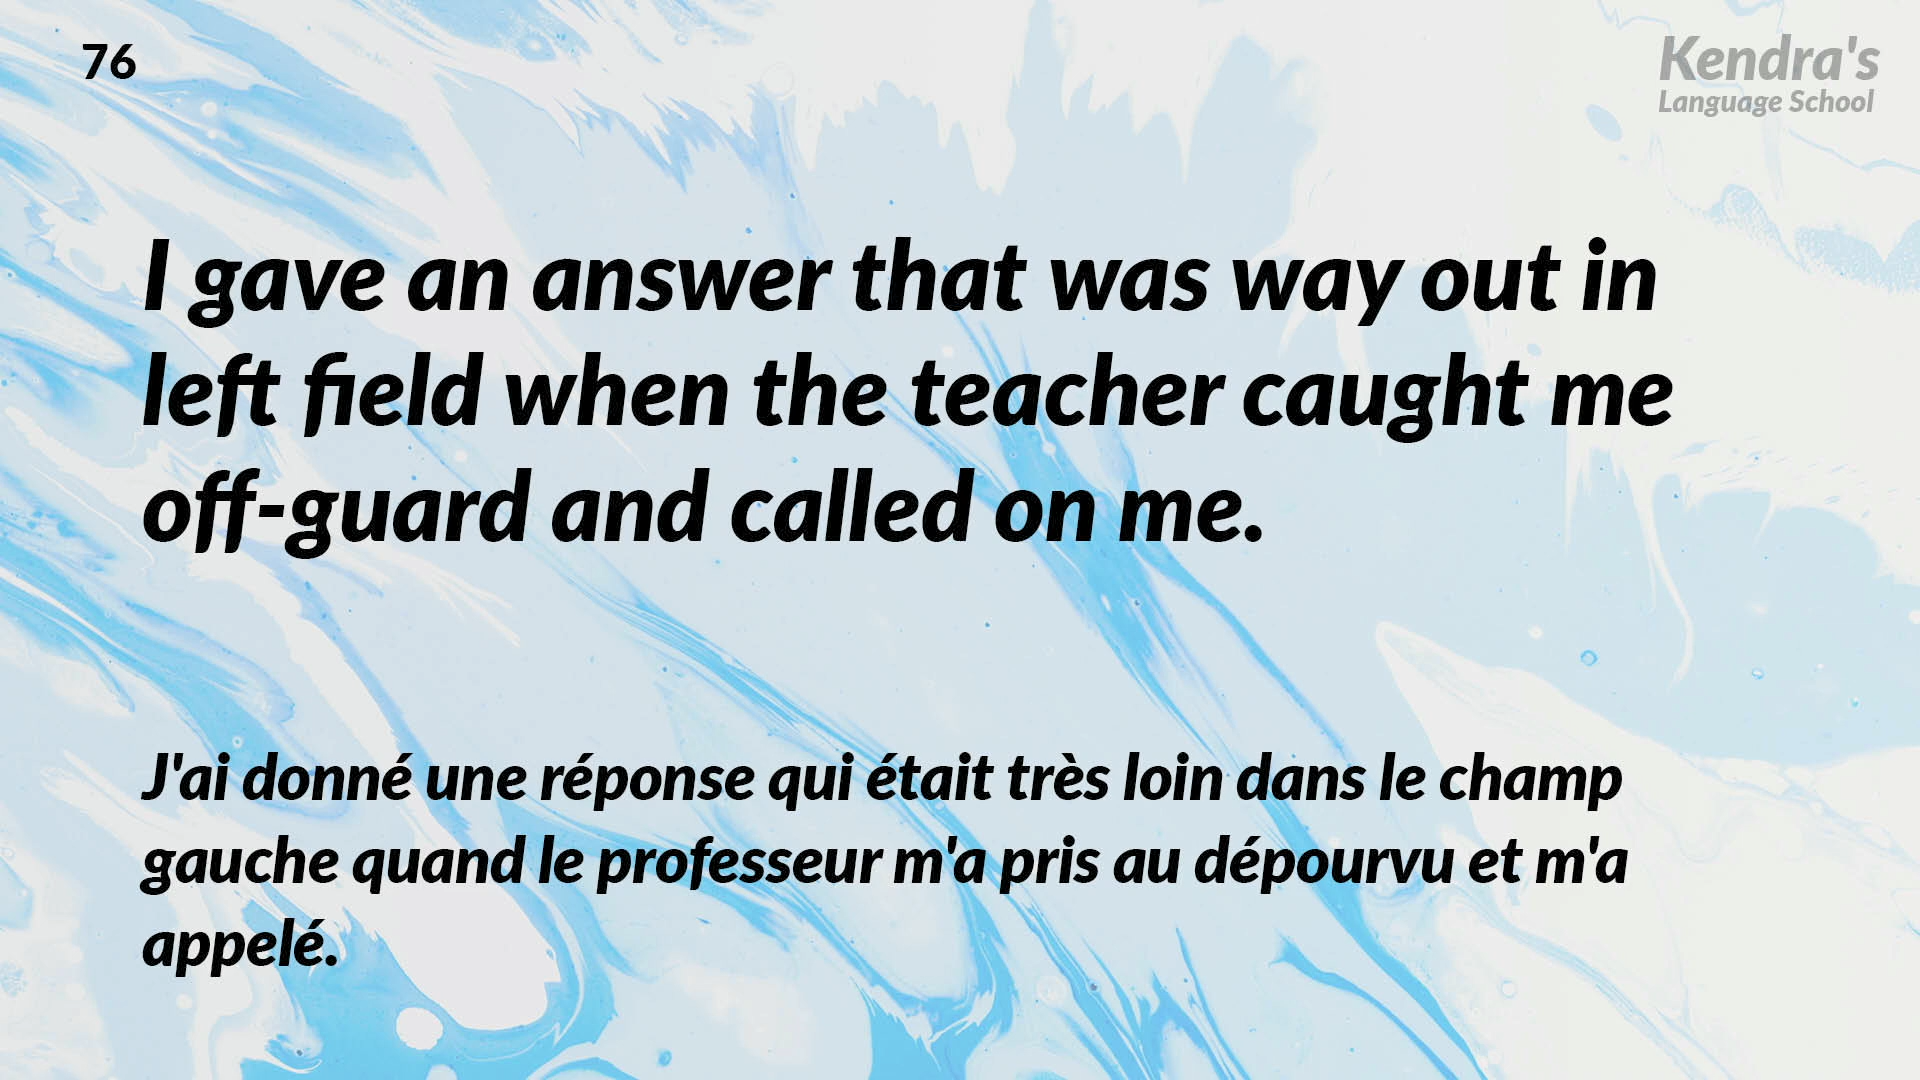 76
Kendra's
Language School
I gave an answer that was way out in
left field when the teacher caught me
off-guard and called on me.
J'ai donné une réponse qui était très loin dans le champ
gauche quand le professeur m'a pris au dépourvu et m'a
appelé.